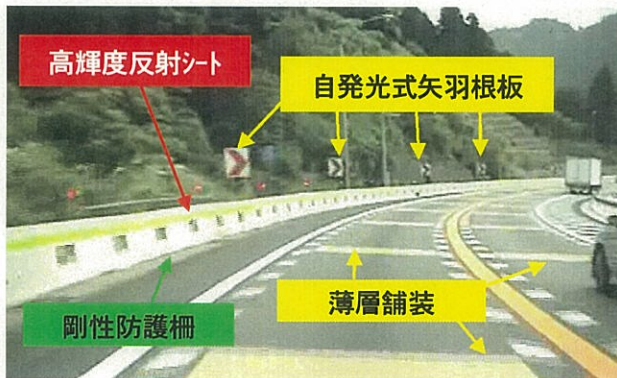 高輝度反射シート
自発光式矢羽根板
剛性防護柵
薄層舗装